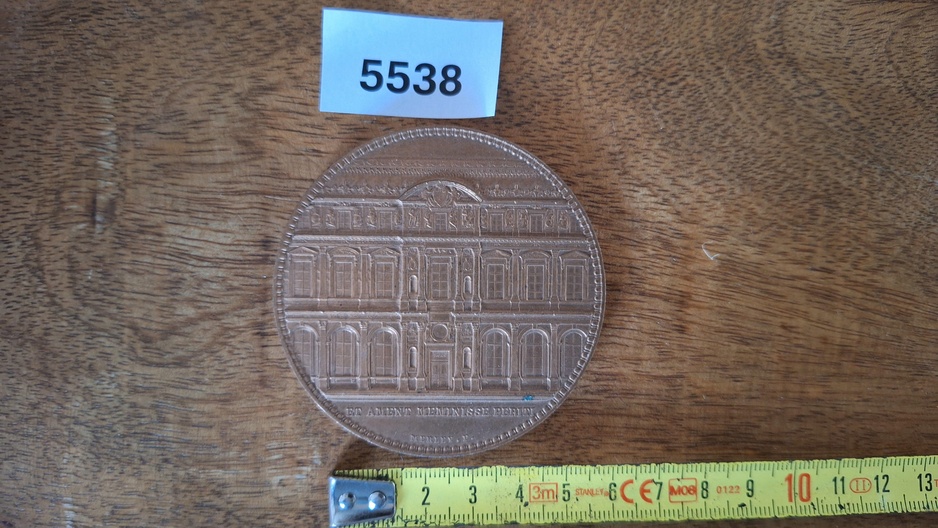 5538
ET AMENT MEMINISSE PERITI
2 3 4 3m 5 STANLEY® 6 CE 7 M08 8 0122 9 10 11 II 12 13